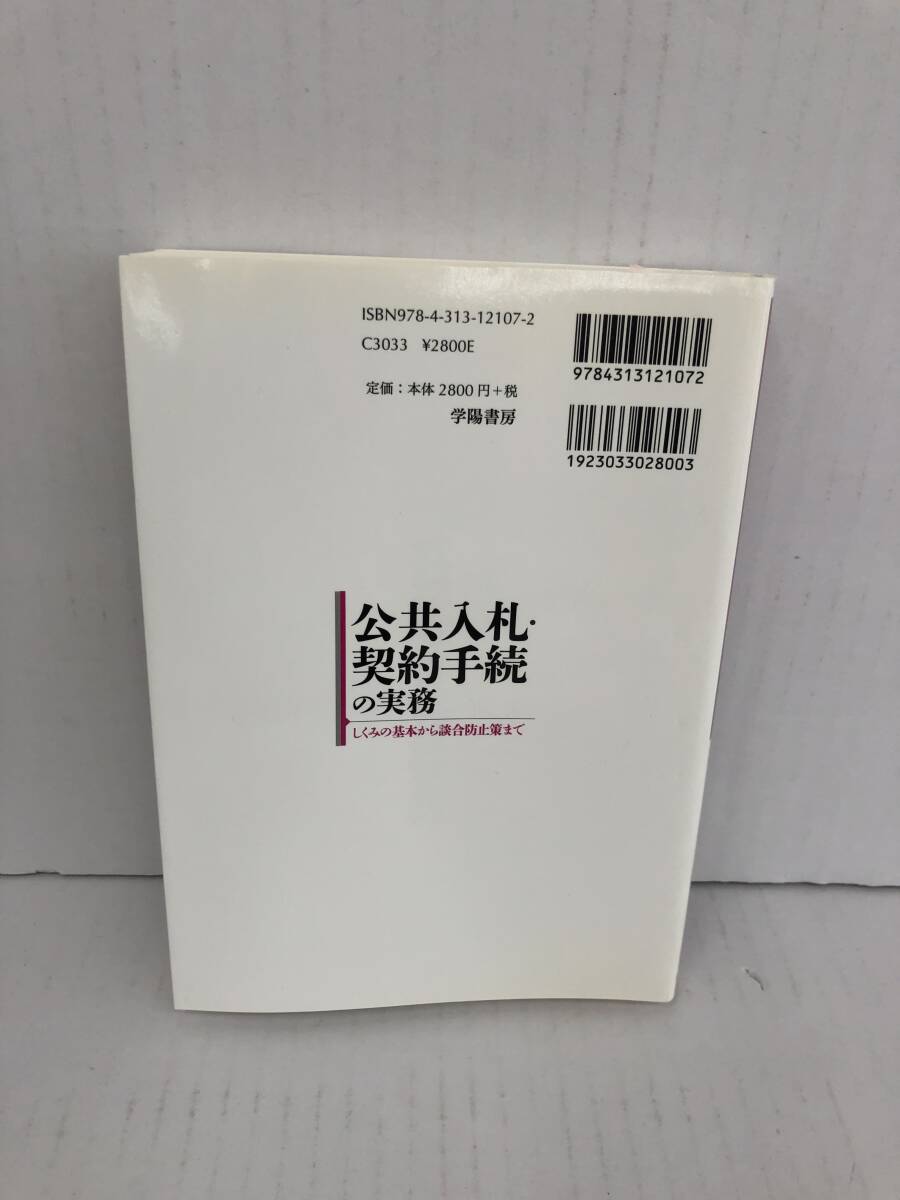 ISBN978-4-313-12107-2
C3033 ¥2800E
定価：本体 2800 円＋税
学陽書房
9784313121072
1923033028003
公共入札・
契約手続
の実務
しくみの基本から談合防止策まで